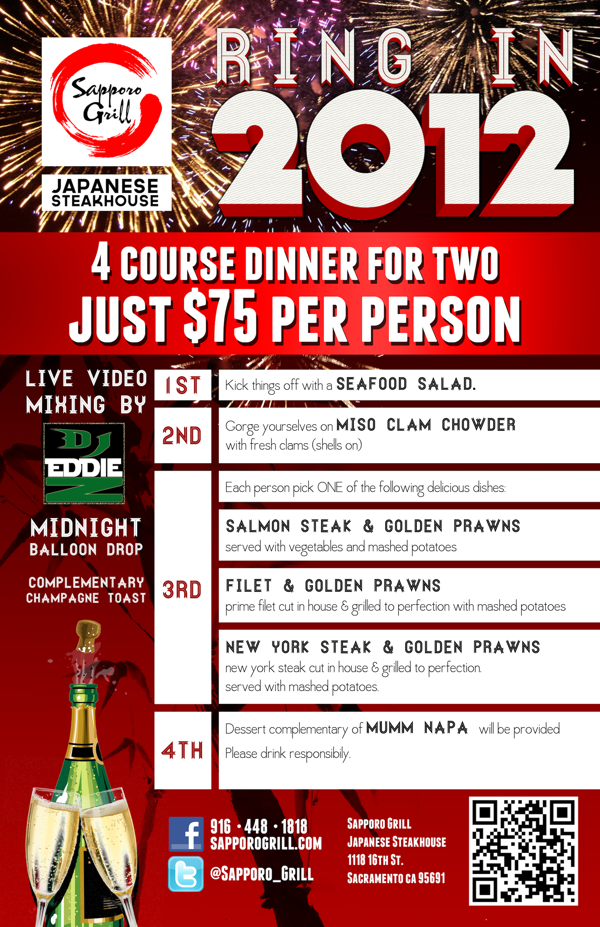 Sapporo
Grill
JAPANESE
STEAKHOUSE
RING IN
2012
4 COURSE DINNER FOR TWO
JUST $75 PER PERSON
LIVE VIDEO
MIXING BY
DJ
EDDIE
Z
MIDNIGHT
BALLOON DROP
COMPLEMENTARY
CHAMPAGNE TOAST
1ST
Kick things off with a SEAFOOD SALAD.
2ND
Gorge yourselves on MISO CLAM CHOWDER
with fresh clams (shells on)
3RD
Each person pick ONE of the following delicious dishes:
SALMON STEAK & GOLDEN PRAWNS
served with vegetables and mashed potatoes
FILET & GOLDEN PRAWNS
prime filet cut in house & grilled to perfection with mashed potatoes
NEW YORK STEAK & GOLDEN PRAWNS
new york steak cut in house & grilled to perfection.
served with mashed potatoes.
4TH
Dessert complementary of MUMM NAPA will be provided
Please drink responsibily.
916 · 448 · 1818
SAPPOROGRILL.COM
@SAPPORO_GRILL
SAPPORO GRILL
JAPANESE STEAKHOUSE
1118 16TH ST.
SACRAMENTO CA 95691